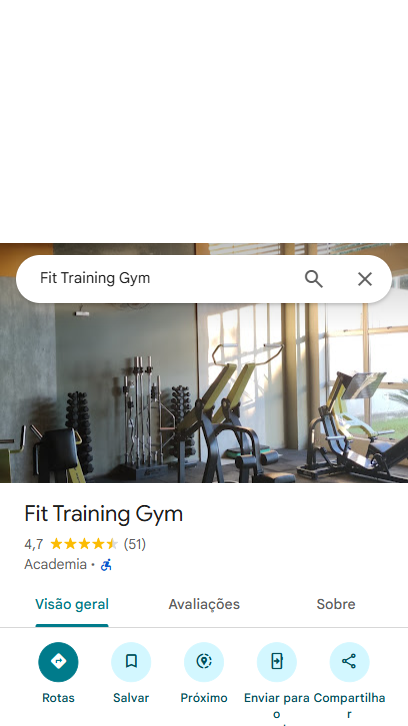 Fit Training Gym
Fit Training Gym
4,7 (51)
Academia ·
Visão geral Avaliações Sobre
Rotas Salvar Próximo Enviar para o Compartilhar